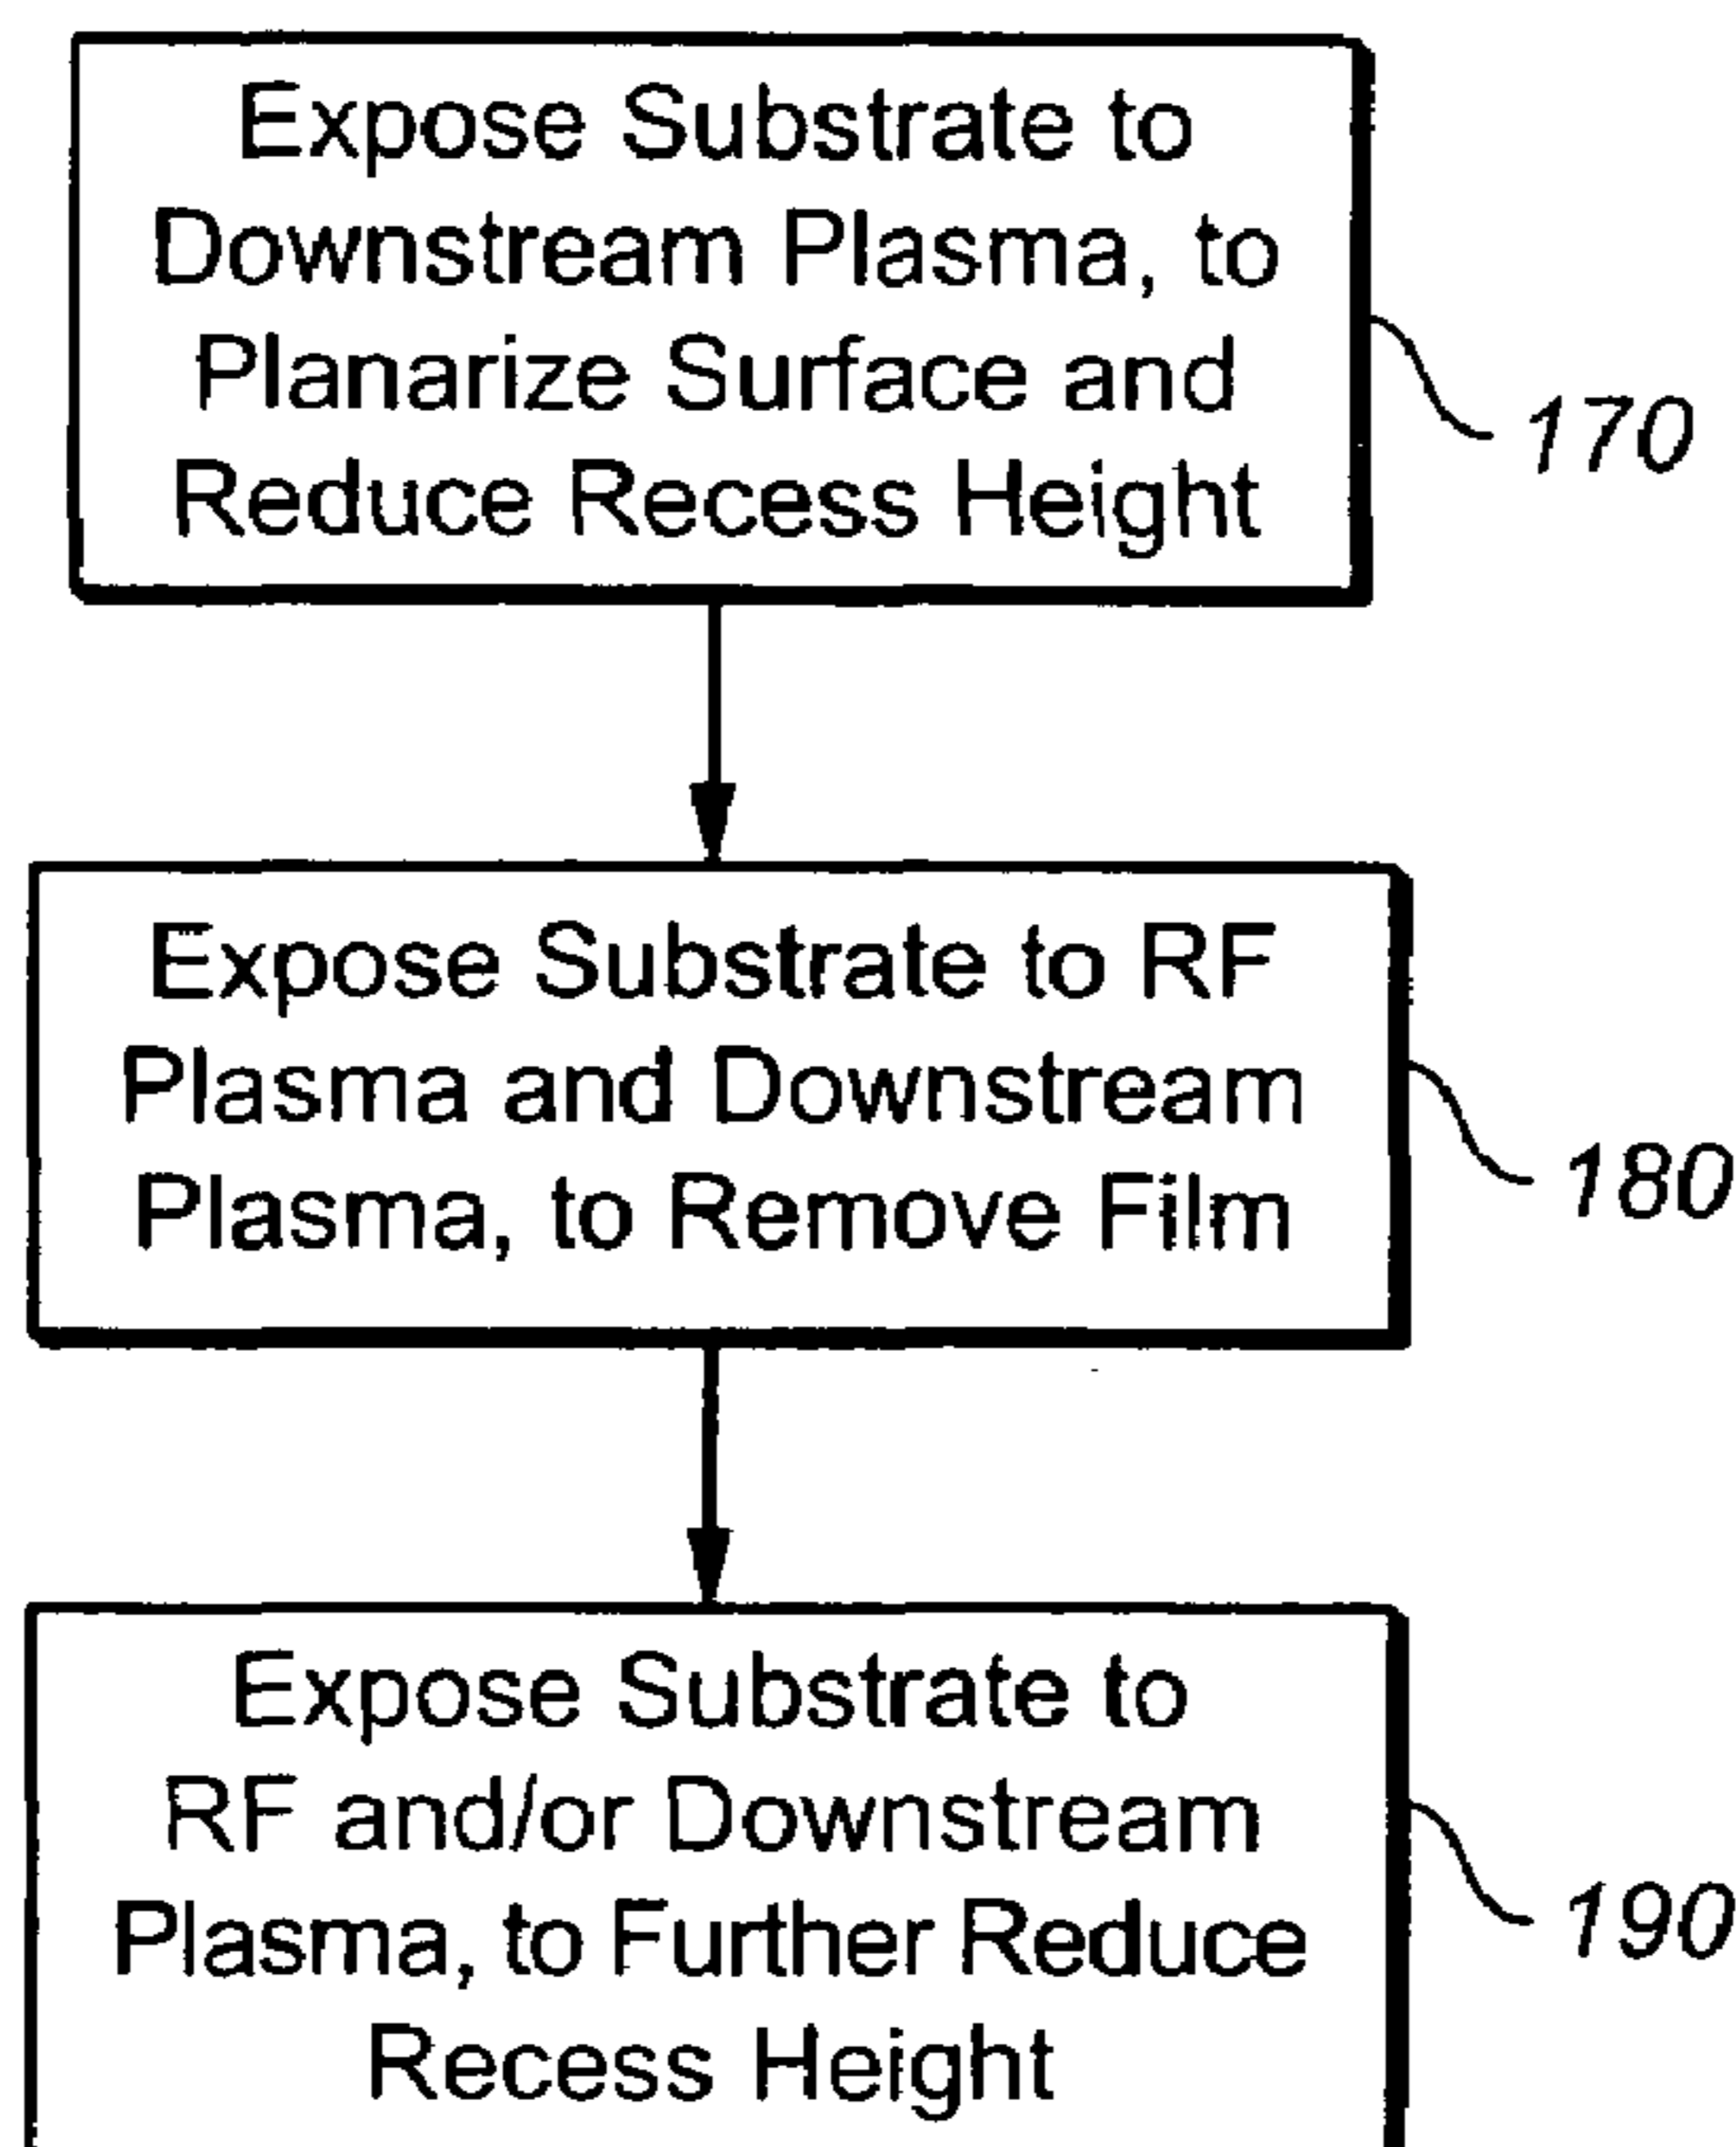 Expose Substrate to
Downstream Plasma, to
Planarize Surface and
Reduce Recess Height
170
Expose Substrate to RF
Plasma and Downstream
Plasma, to Remove Film
180
Expose Substrate to
RF and/or Downstream
Plasma, to Further Reduce
Recess Height
190